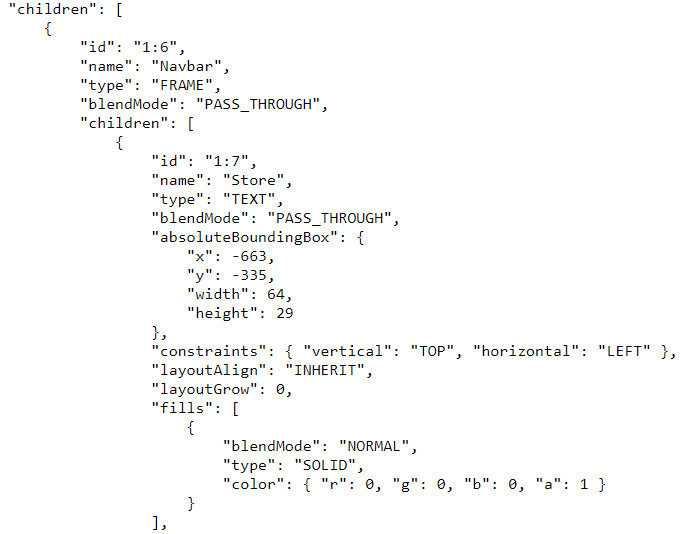 "children": [
{
"id": "1:6",
"name": "Navbar",
"type": "FRAME",
"blendMode": "PASS_THROUGH",
"children": [
{
"id": "1:7",
"name": "Store",
"type": "TEXT",
"blendMode": "PASS_THROUGH",
"absoluteBoundingBox": {
"x": -663,
"y": -335,
"width": 64,
"height": 29
},
"constraints": { "vertical": "TOP", "horizontal": "LEFT" },
"layoutAlign": "INHERIT",
"layoutGrow": 0,
"fills": [
{
"blendMode": "NORMAL",
"type": "SOLID",
"color": { "r": 0, "g": 0, "b": 0, "a": 1 }
}
],